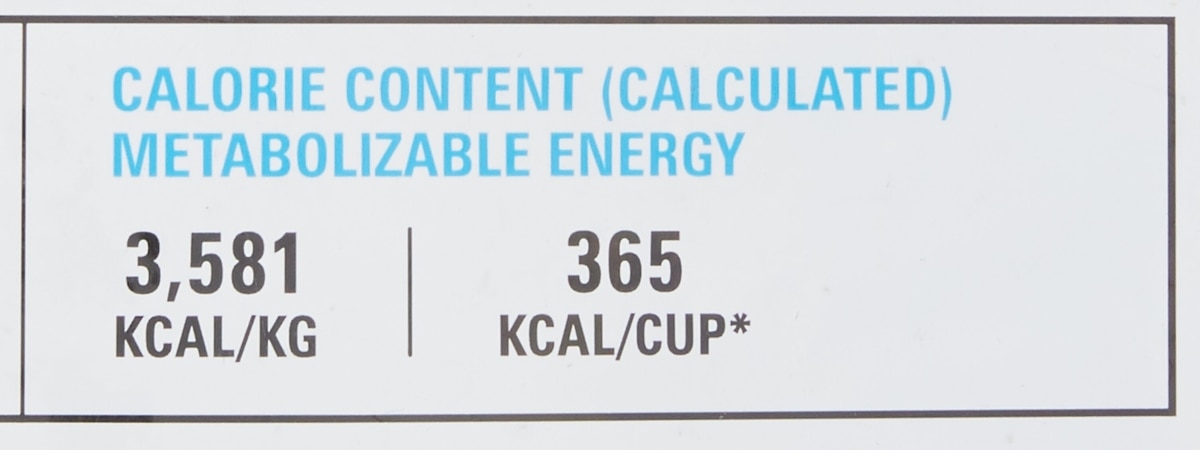 CALORIE CONTENT (CALCULATED)
METABOLIZABLE ENERGY
3,581
KCAL/KG
365
KCAL/CUP*